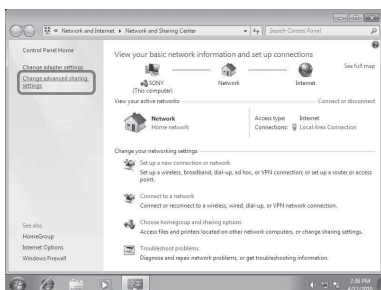 « Network and Internet ▸ Network and Sharing Center
Search Control Panel
Control Panel Home
Change adapter settings
Change advanced sharing
settings
See also
HomeGroup
Internet Options
Windows Firewall
View your basic network information and set up connections
See full map
SONY
(This computer)
Network
Internet
View your active networks
Connect or disconnect
Network
Home network
Access type: Internet
Connections: Local Area Connection
Change your networking settings
Set up a new connection or network
Set up a wireless, broadband, dial-up, ad hoc, or VPN connection; or set up a router or access
point.
Connect to a network
Connect or reconnect to a wireless, wired, dial-up, or VPN network connection.
Choose homegroup and sharing options
Access files and printers located on other network computers, or change sharing settings.
Troubleshoot problems
Diagnose and repair network problems, or get troubleshooting information.
7:46 PM
4/13/2010